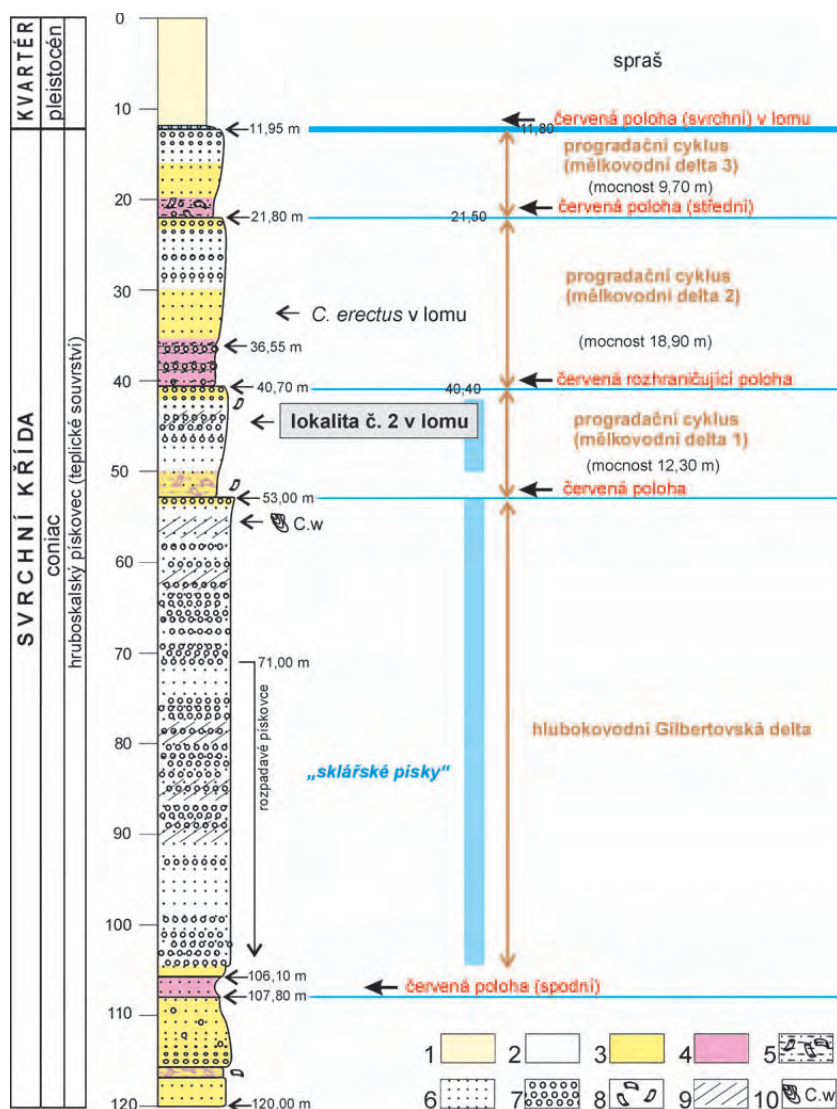 KVARTÉR
pleistocén
SVRCHNÍ KŘÍDA
coniac
hruboskalský pískovec (teplické souvrství)
0
10
20
30
40
50
60
70
80
90
100
110
120
spraš
11,95 m
11,80
červená poloha (svrchní) v lomu
progradační cyklus
(mělkovodní delta 3)
(mocnost 9,70 m)
21,80 m
21,50
červená poloha (střední)
progradační cyklus
(mělkovodní delta 2)
C. erectus v lomu
(mocnost 18,90 m)
36,55 m
červená rozhraničující poloha
40,70 m
40,40
lokalita č. 2 v lomu
progradační cyklus
(mělkovodní delta 1)
(mocnost 12,30 m)
53,00 m
červená poloha
C.w
71,00 m
rozpadavé pískovce
hlubokovodní Gilbertovská delta
„sklářské písky“
106,10 m
107,80 m
červená poloha (spodní)
120,00 m
1 2 3 4 5
6 7 8 9 10 C.w